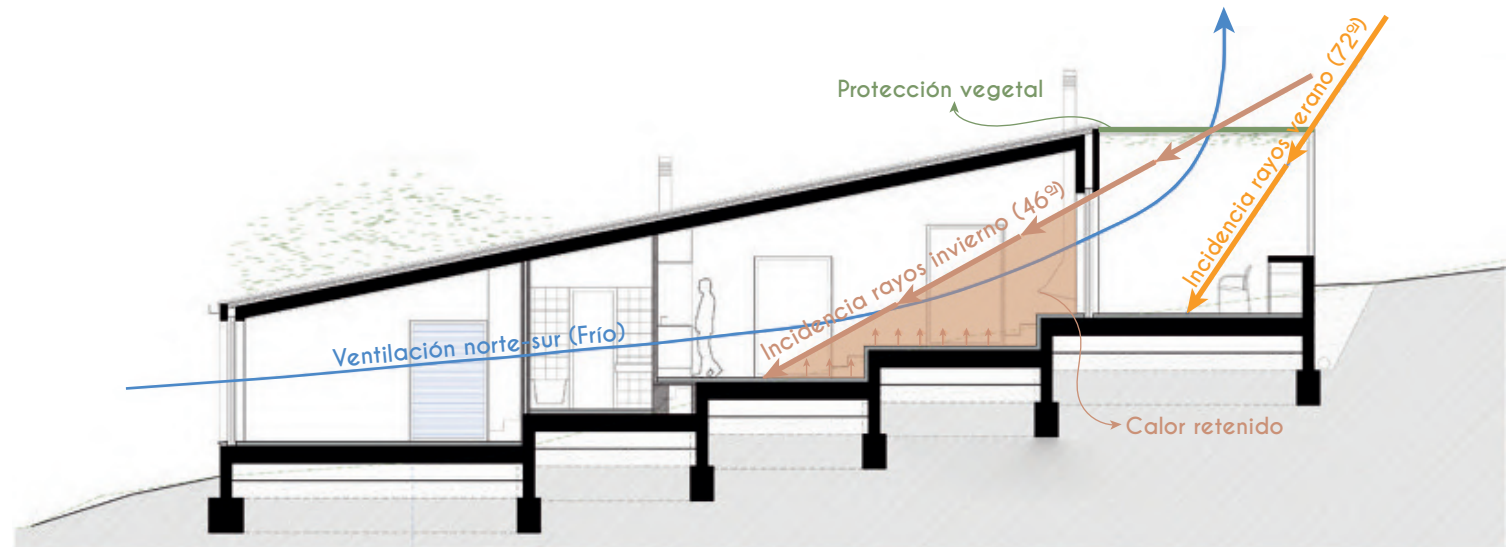 Protección vegetal
Incidencia rayos verano (72º)
Incidencia rayos invierno (46º)
Ventilación norte-sur (Frío)
Calor retenido